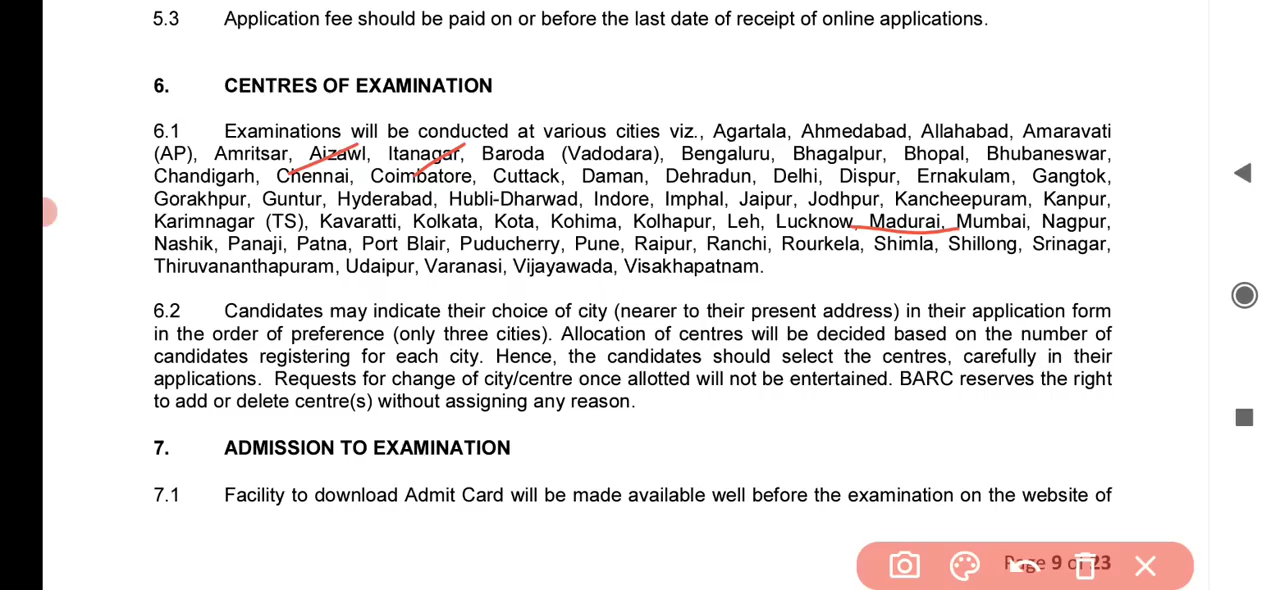 5.3 Application fee should be paid on or before the last date of receipt of online applications.
6. CENTRES OF EXAMINATION
6.1 Examinations will be conducted at various cities viz., Agartala, Ahmedabad, Allahabad, Amaravati
(AP), Amritsar, Aizawl, Itanagar, Baroda (Vadodara), Bengaluru, Bhagalpur, Bhopal, Bhubaneswar,
Chandigarh, Chennai, Coimbatore, Cuttack, Daman, Dehradun, Delhi, Dispur, Ernakulam, Gangtok,
Gorakhpur, Guntur, Hyderabad, Hubli-Dharwad, Indore, Imphal, Jaipur, Jodhpur, Kancheepuram, Kanpur,
Karimnagar (TS), Kavaratti, Kolkata, Kota, Kohima, Kolhapur, Leh, Lucknow, Madurai, Mumbai, Nagpur,
Nashik, Panaji, Patna, Port Blair, Puducherry, Pune, Raipur, Ranchi, Rourkela, Shimla, Shillong, Srinagar,
Thiruvananthapuram, Udaipur, Varanasi, Vijayawada, Visakhapatnam.
6.2 Candidates may indicate their choice of city (nearer to their present address) in their application form
in the order of preference (only three cities). Allocation of centres will be decided based on the number of
candidates registering for each city. Hence, the candidates should select the centres, carefully in their
applications. Requests for change of city/centre once allotted will not be entertained. BARC reserves the right
to add or delete centre(s) without assigning any reason.
7. ADMISSION TO EXAMINATION
7.1 Facility to download Admit Card will be made available well before the examination on the website of
Page 9 of 23